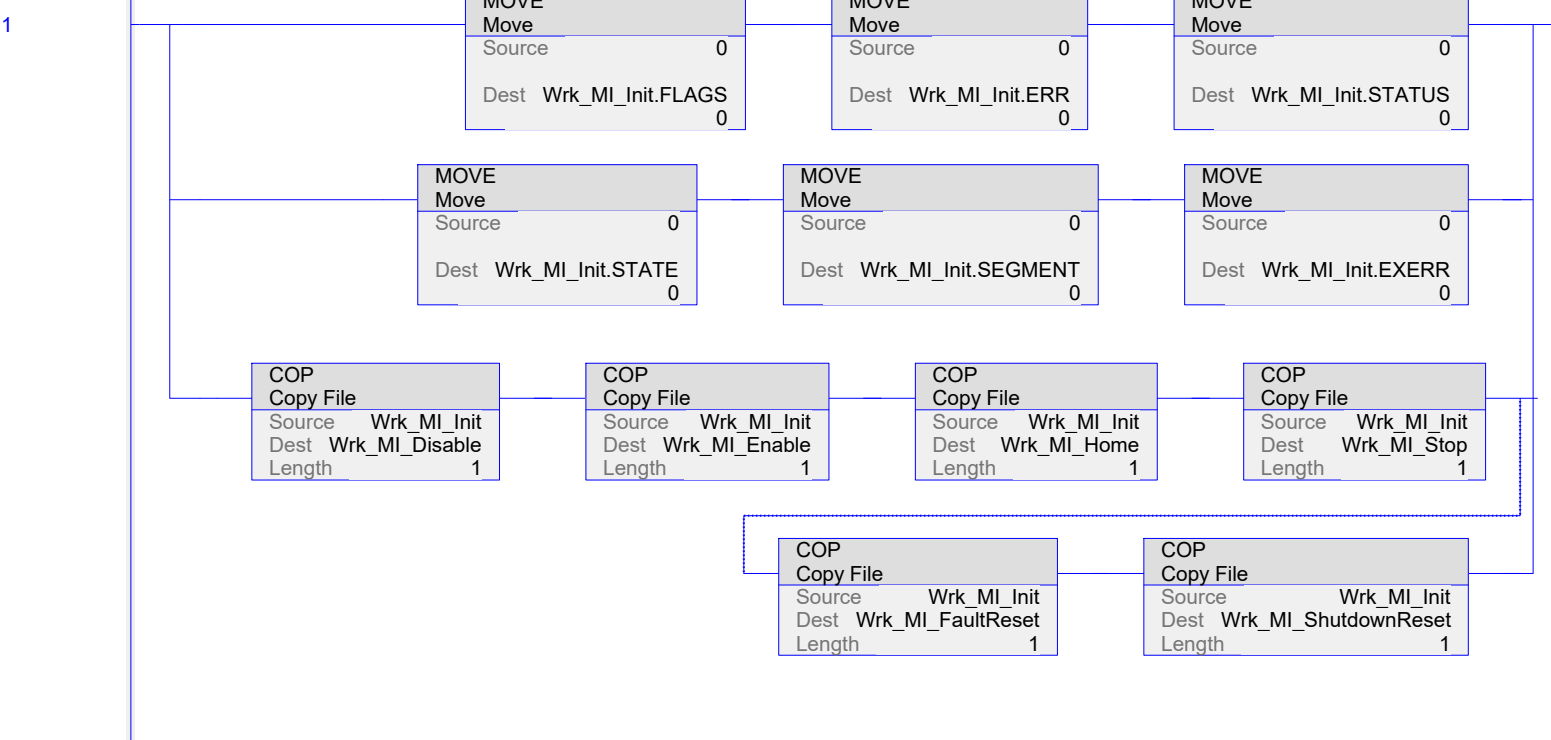 MOVE MOVE MOVE
1 Move Move Move
Source 0 Source 0 Source 0
Dest Wrk_MI_Init.FLAGS Dest Wrk_MI_Init.ERR Dest Wrk_MI_Init.STATUS
0 0 0
MOVE MOVE MOVE
Move Move Move
Source 0 Source 0 Source 0
Dest Wrk_MI_Init.STATE Dest Wrk_MI_Init.SEGMENT Dest Wrk_MI_Init.EXERR
0 0 0
COP COP COP COP
Copy File Copy File Copy File Copy File
Source Wrk_MI_Init Source Wrk_MI_Init Source Wrk_MI_Init Source Wrk_MI_Init
Dest Wrk_MI_Disable Dest Wrk_MI_Enable Dest Wrk_MI_Home Dest Wrk_MI_Stop
Length 1 Length 1 Length 1 Length 1
COP COP
Copy File Copy File
Source Wrk_MI_Init Source Wrk_MI_Init
Dest Wrk_MI_FaultReset Dest Wrk_MI_ShutdownReset
Length 1 Length 1